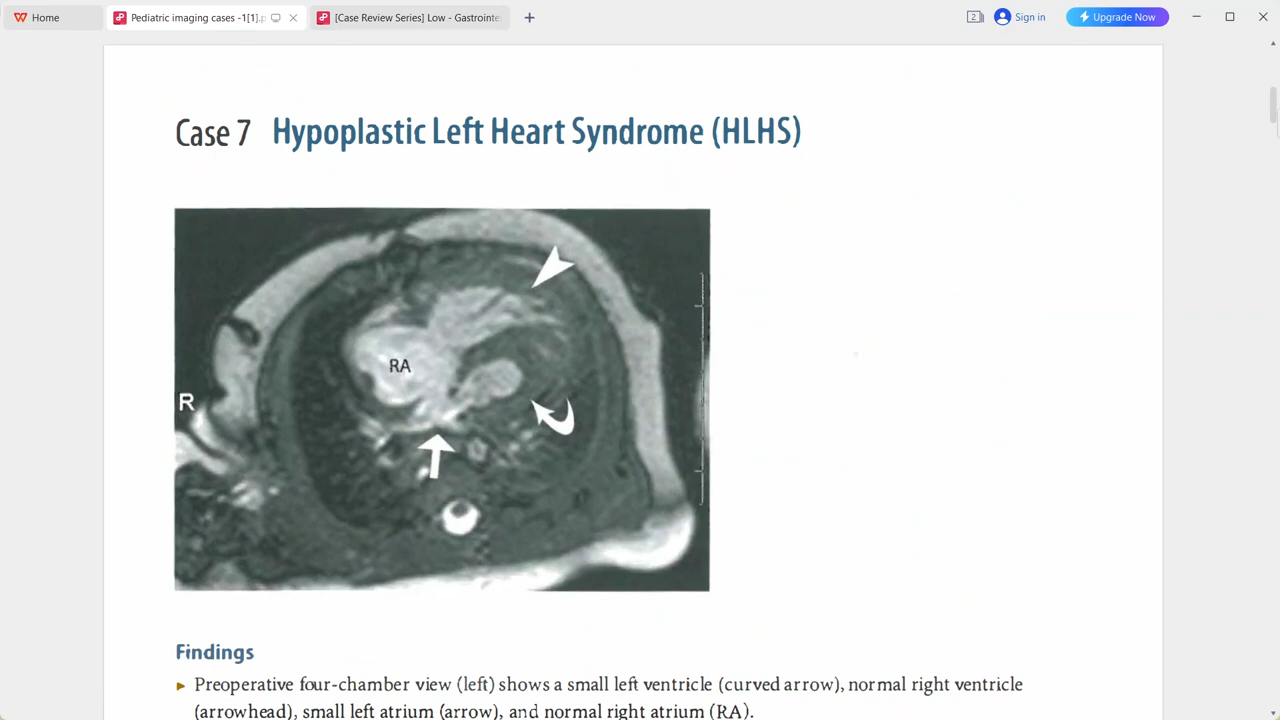 Home
Pediatric imaging cases -1[1].p
[Case Review Series] Low - Gastrointe
2
Sign in
Upgrade Now
Case 7 Hypoplastic Left Heart Syndrome (HLHS)
RA
R
Findings
Preoperative four-chamber view (left) shows a small left ventricle (curved arrow), normal right ventricle
(arrowhead), small left atrium (arrow), and normal right atrium (RA).